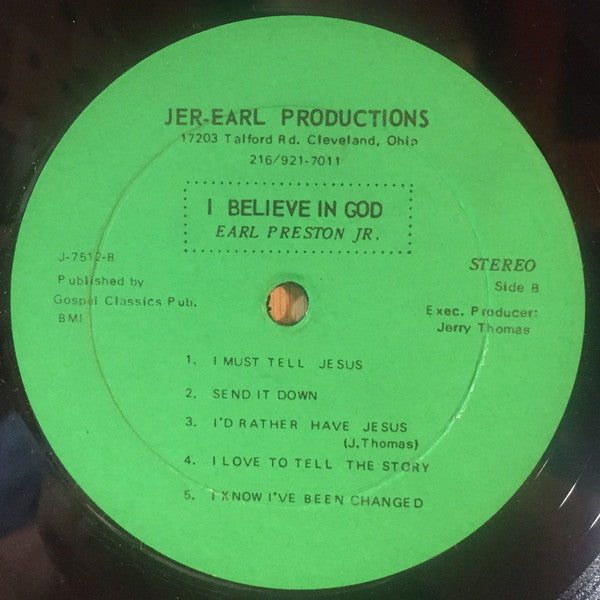 JER-EARL PRODUCTIONS
17203 Talford Rd. Cleveland, Ohio
216/921-7011
I BELIEVE IN GOD
EARL PRESTON JR.
J-7512-B
Published by
Gospel Classics Pub.
BMI
STEREO
Side B
Exec. Producer:
Jerry Thomas
1. I MUST TELL JESUS
2. SEND IT DOWN
3. I'D RATHER HAVE JESUS
(J.Thomas)
4. I LOVE TO TELL THE STORY
5. I KNOW I'VE BEEN CHANGED